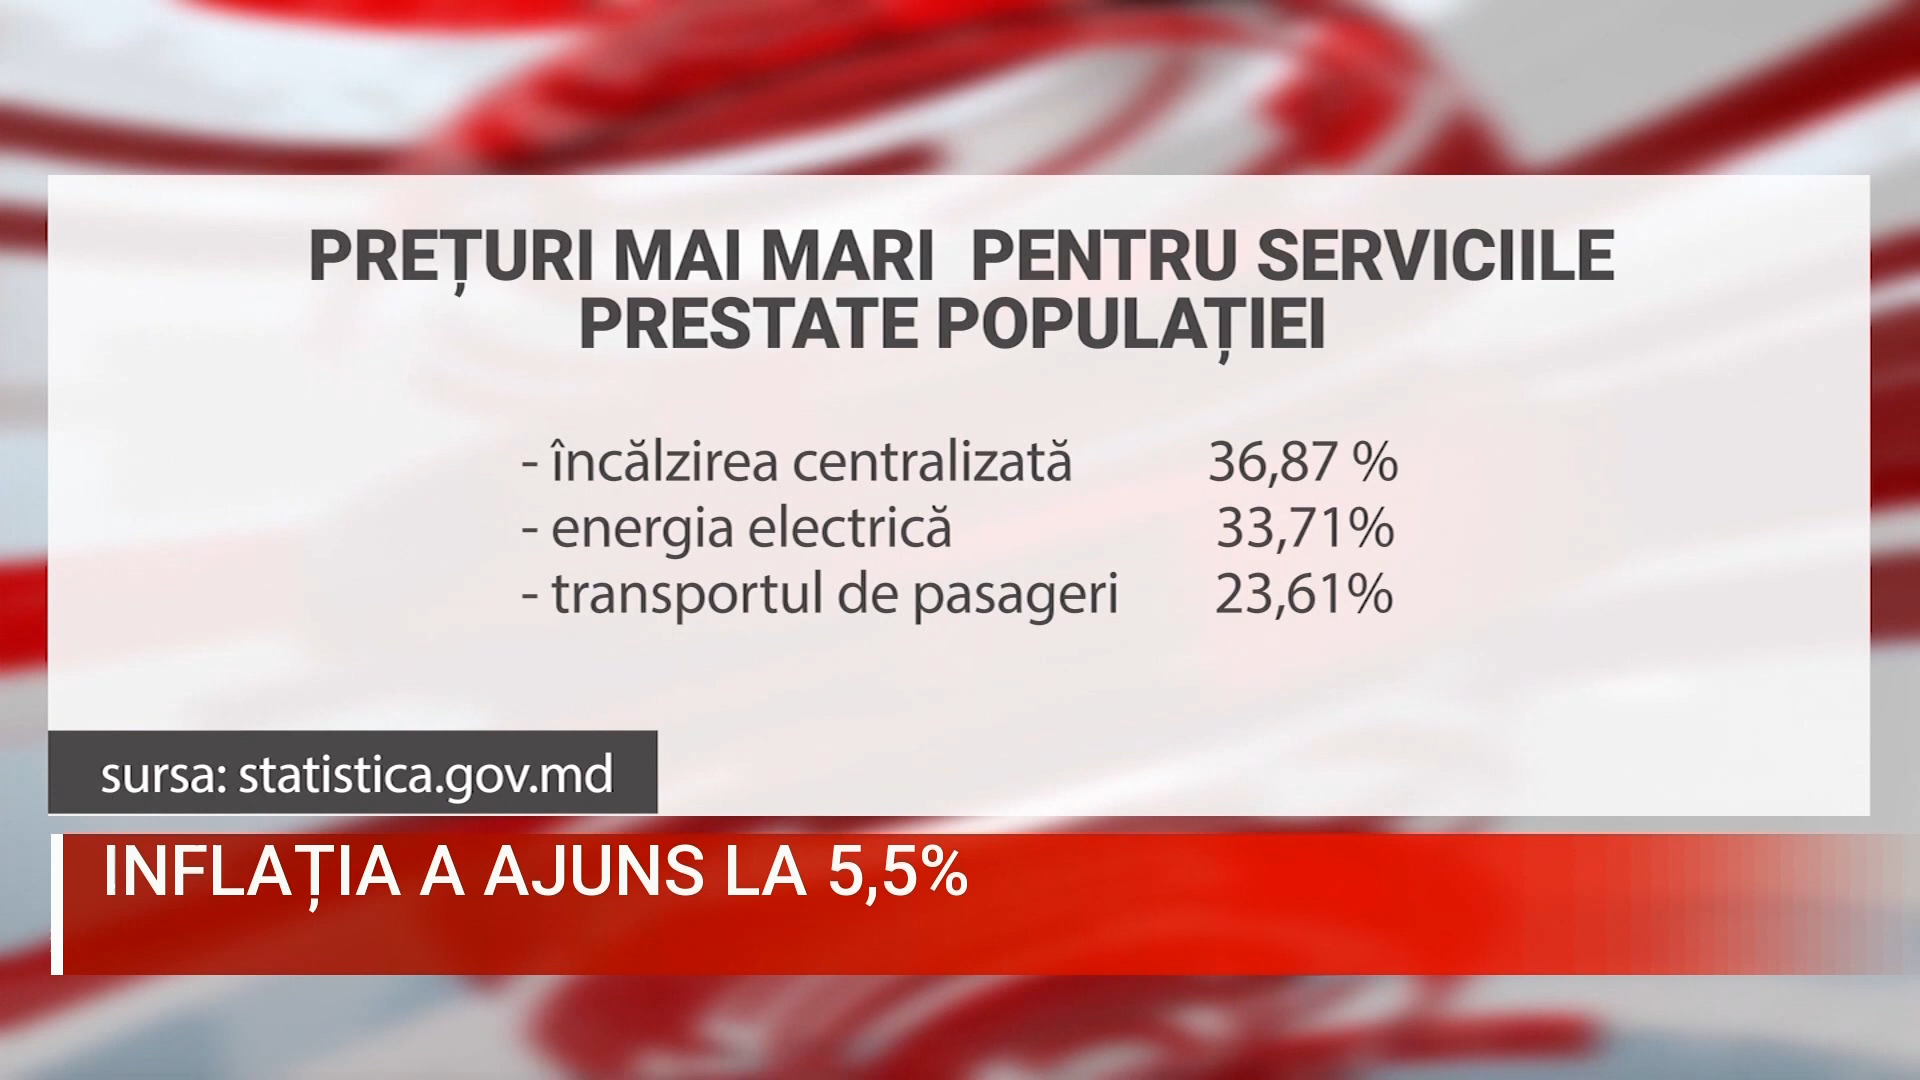 PREȚURI MAI MARI PENTRU SERVICIILE
PRESTATE POPULAȚIEI
- încălzirea centralizată 36,87 %
- energia electrică 33,71%
- transportul de pasageri 23,61%
sursa: statistica.gov.md
INFLAȚIA A AJUNS LA 5,5%